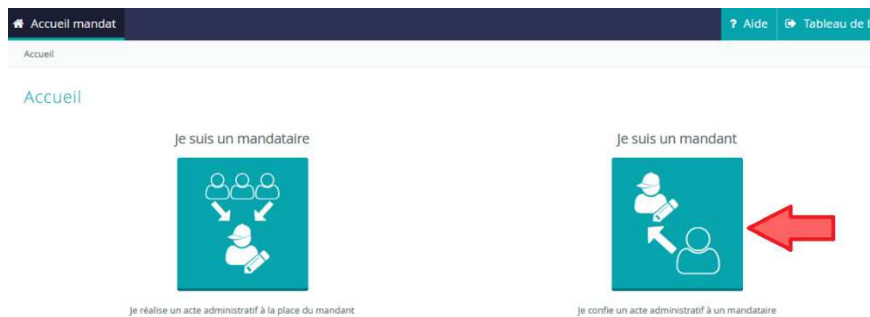 Accueil mandat
? Aide
Tableau de
Accueil
Accueil
Je suis un mandataire
Je suis un mandant
Je réalise un acte administratif à la place du mandant
Je confie un acte administratif à un mandataire